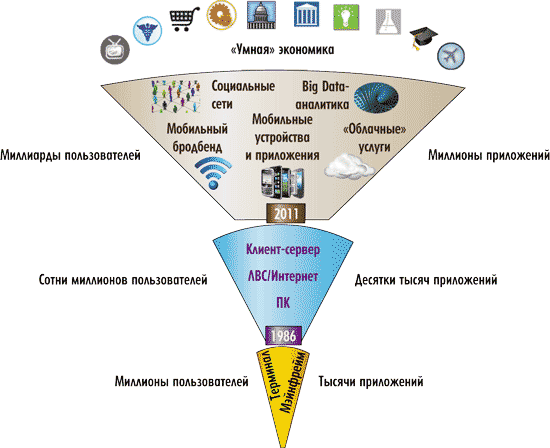 «Умная» экономика
Социальные
сети
Big Data-
аналитика
Мобильный
бродбенд
Мобильные
устройства
и приложения
«Облачные»
услуги
Миллиарды пользователей
Миллионы приложений
2011
Клиент-сервер
ЛВС/Интернет
ПК
Сотни миллионов пользователей
Десятки тысяч приложений
1986
Терминал
Мэйнфрейм
Миллионы пользователей
Тысячи приложений